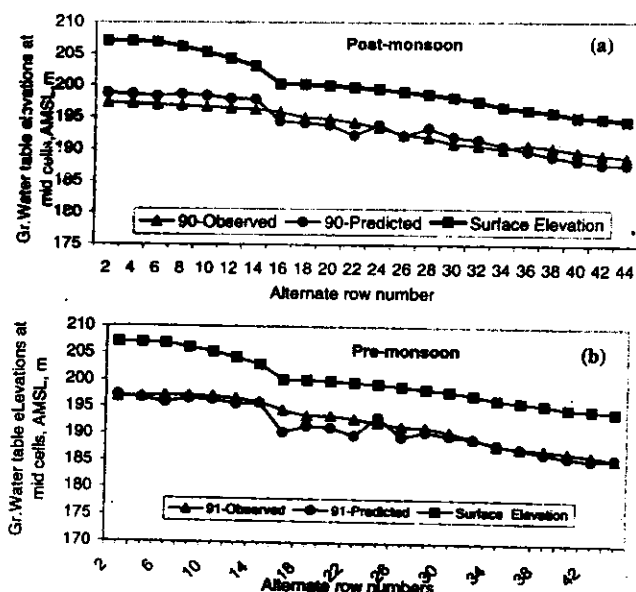 210
205
200
195
190
185
180
175
Gr.Water table elevations at
mid cells,AMSL,m
Post-monsoon
(a)
90-Observed 90-Predicted Surface Elevation
2 4 6 8 10 12 14 16 18 20 22 24 26 28 30 32 34 36 38 40 42 44
Alternate row number
210
205
200
195
190
185
180
175
170
Gr.Water table eLevations at
mid cells, AMSL, m
Pre-monsoon
(b)
91-Observed 91-Predicted Surface Elevation
2 6 10 14 18 22 26 30 34 38 42
Alternate row numbers